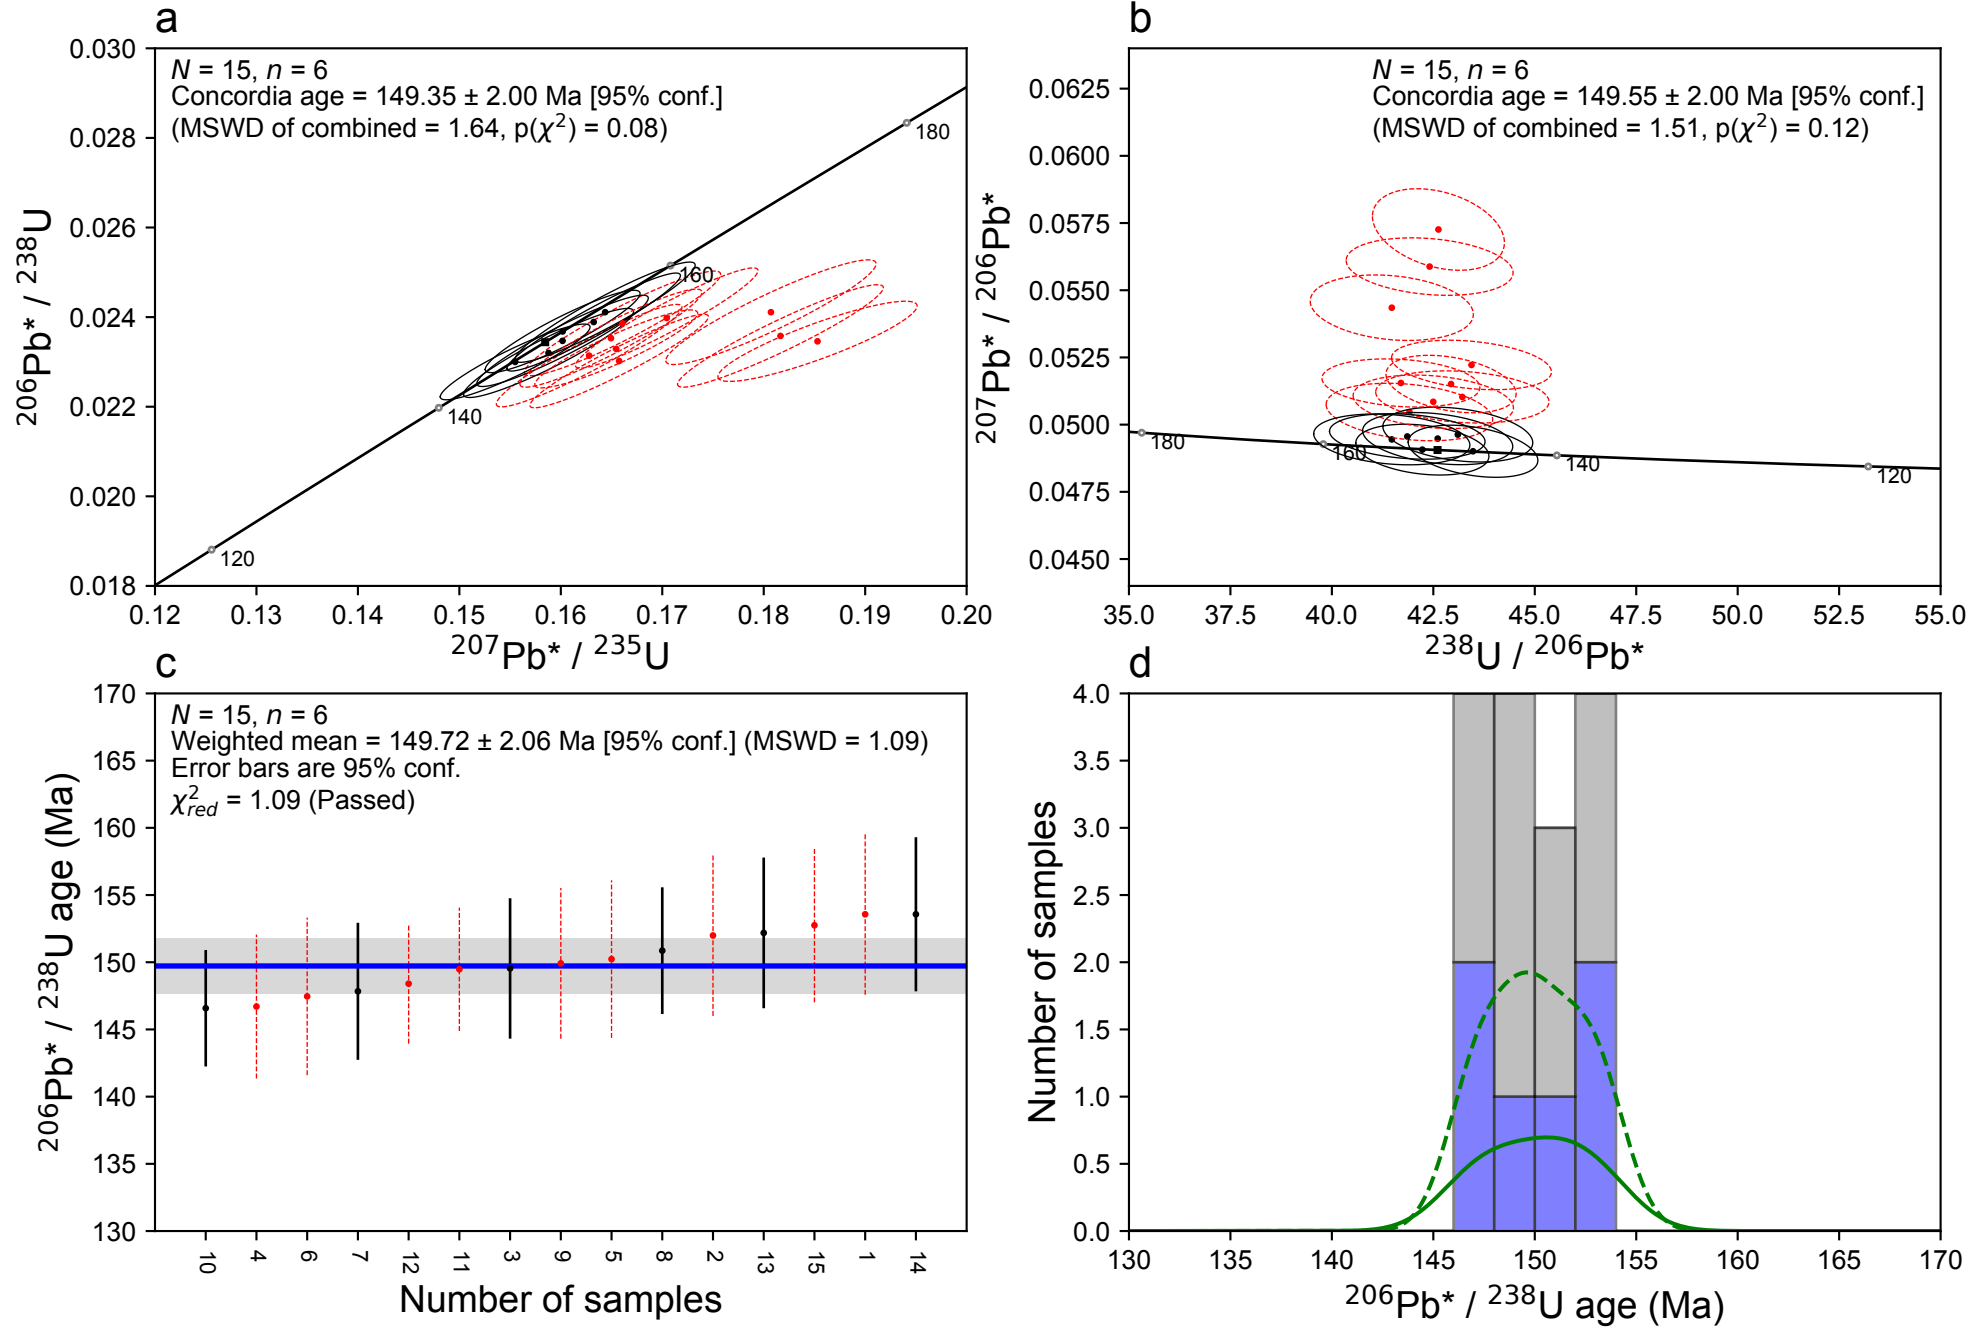 a
N = 15, n = 6
Concordia age = 149.35 ± 2.00 Ma [95% conf.]
(MSWD of combined = 1.64, p(χ²) = 0.08)
0.030
0.028
0.026
0.024
0.022
0.020
0.018
²⁰⁶Pb* / ²³⁸U
180
160
140
120
0.12 0.13 0.14 0.15 0.16 0.17 0.18 0.19 0.20
²⁰⁷Pb* / ²³⁵U
b
N = 15, n = 6
Concordia age = 149.55 ± 2.00 Ma [95% conf.]
(MSWD of combined = 1.51, p(χ²) = 0.12)
0.0625
0.0600
0.0575
0.0550
0.0525
0.0500
0.0475
0.0450
²⁰⁷Pb* / ²⁰⁶Pb*
180
160
140
120
35.0 37.5 40.0 42.5 45.0 47.5 50.0 52.5 55.0
²³⁸U / ²⁰⁶Pb*
c
N = 15, n = 6
Weighted mean = 149.72 ± 2.06 Ma [95% conf.] (MSWD = 1.09)
Error bars are 95% conf.
χ²red = 1.09 (Passed)
170
165
160
155
150
145
140
135
130
²⁰⁶Pb* / ²³⁸U age (Ma)
10 4 6 7 12 11 3 9 5 8 2 13 15 1 14
Number of samples
d
4.0
3.5
3.0
2.5
2.0
1.5
1.0
0.5
0.0
Number of samples
130 135 140 145 150 155 160 165 170
²⁰⁶Pb* / ²³⁸U age (Ma)